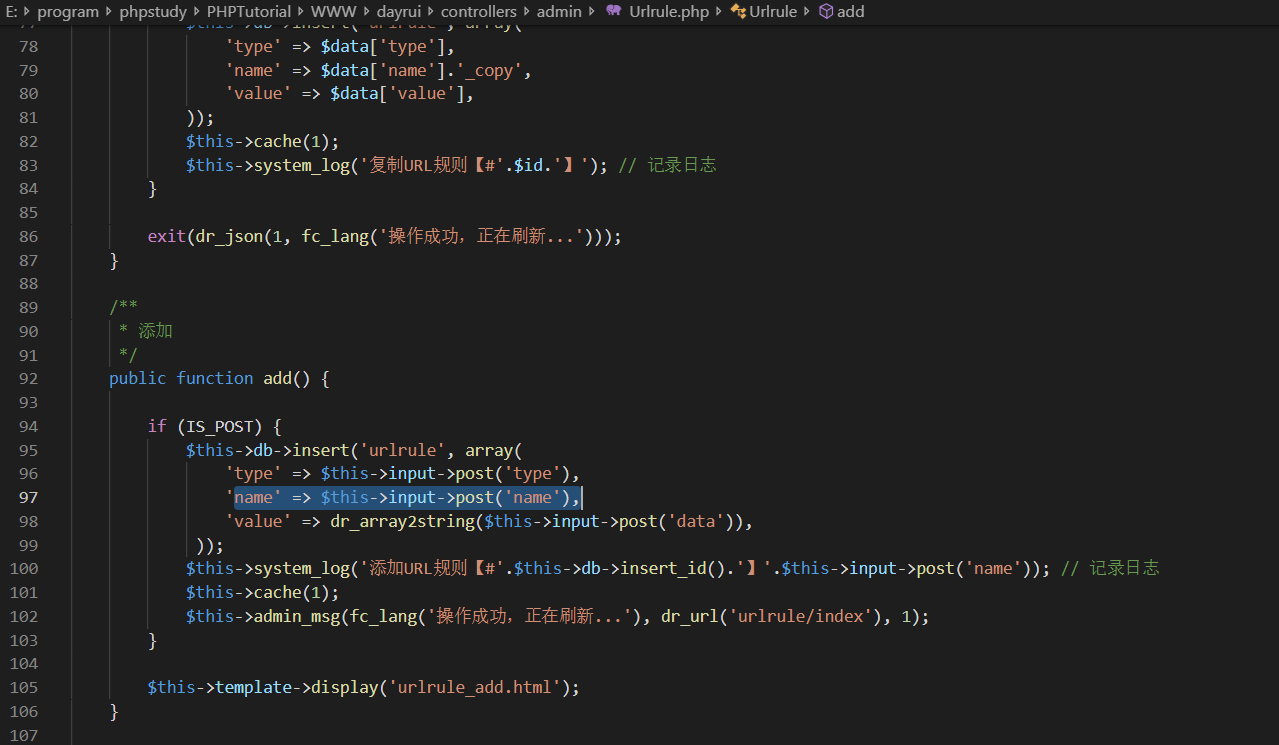 E: > program > phpstudy > PHPTutorial > WWW > dayrui > controllers > admin > Urlrule.php > Urlrule > add
78 'type' => $data['type'],
79 'name' => $data['name'].'_copy',
80 'value' => $data['value'],
81 ));
82 $this->cache(1);
83 $this->system_log('复制URL规则【#'.$id.'】'); // 记录日志
84 }
85
86 exit(dr_json(1, fc_lang('操作成功，正在刷新...')));
87 }
88
89 /**
90 * 添加
91 */
92 public function add() {
93
94 if (IS_POST) {
95 $this->db->insert('urlrule', array(
96 'type' => $this->input->post('type'),
97 'name' => $this->input->post('name'),
98 'value' => dr_array2string($this->input->post('data')),
99 ));
100 $this->system_log('添加URL规则【#'.$this->db->insert_id().'】'.$this->input->post('name')); // 记录日志
101 $this->cache(1);
102 $this->admin_msg(fc_lang('操作成功，正在刷新...'), dr_url('urlrule/index'), 1);
103 }
104
105 $this->template->display('urlrule_add.html');
106 }
107